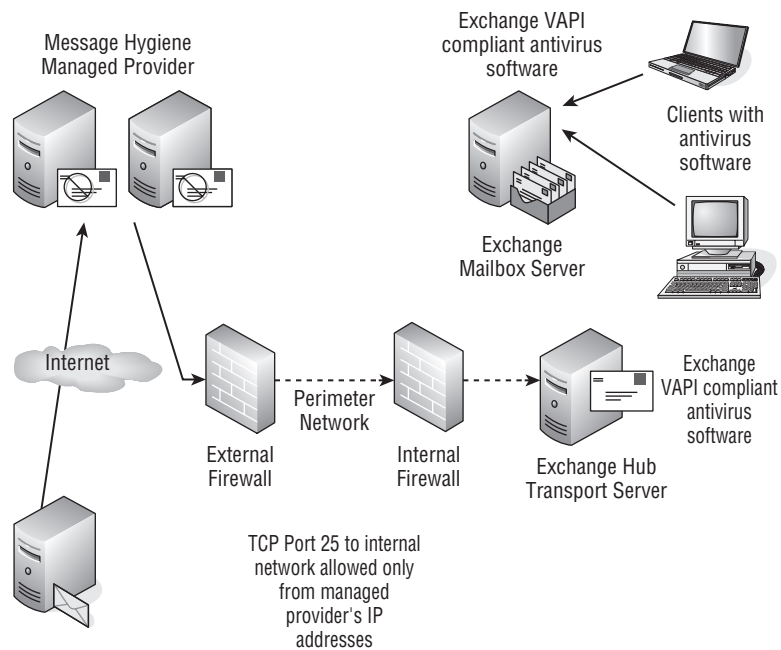 Message Hygiene
Managed Provider
Exchange VAPI
compliant antivirus
software
Clients with
antivirus
software
Exchange
Mailbox Server
Internet
Perimeter
Network
External
Firewall
Internal
Firewall
Exchange Hub
Transport Server
Exchange
VAPI compliant
antivirus
software
TCP Port 25 to internal
network allowed only
from managed
provider's IP
addresses